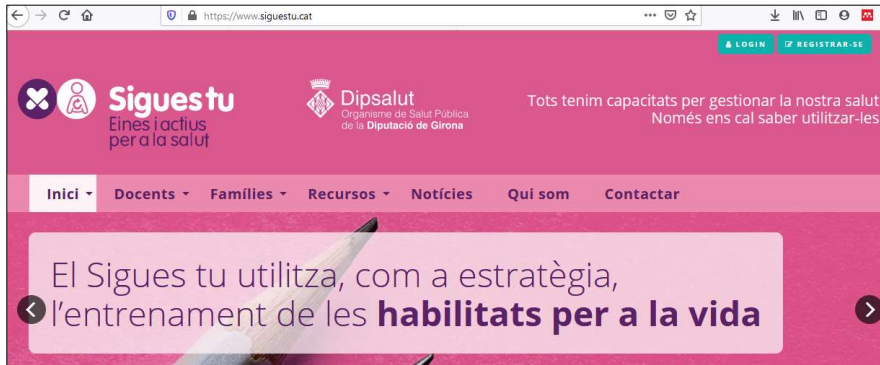 https://www.siguestu.cat
LOGIN
REGISTRAR-SE
Sigues tu
Eines i actius
per a la salut
Dipsalut
Organisme de Salut Pública
de la Diputació de Girona
Tots tenim capacitats per gestionar la nostra salut
Només ens cal saber utilitzar-les
Inici Docents Famílies Recursos Notícies Qui som Contactar
El Sigues tu utilitza, com a estratègia,
l'entrenament de les habilitats per a la vida